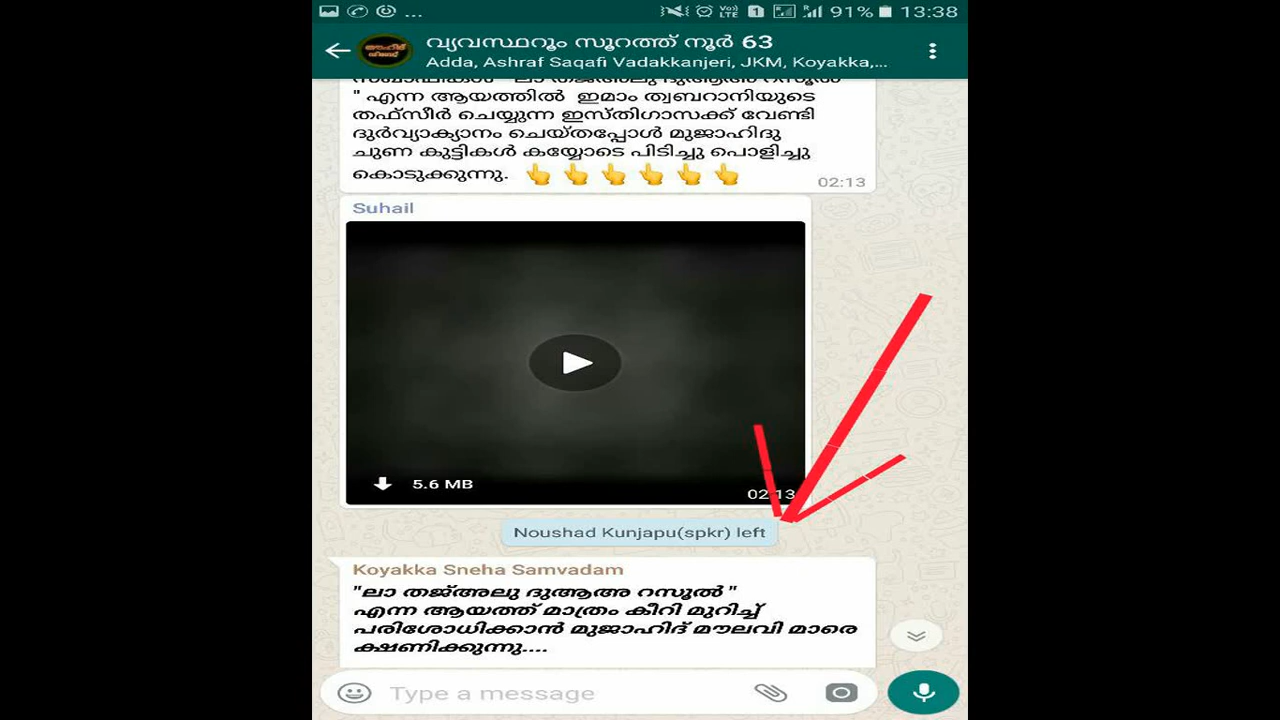 ... LTE 1 91% 13:38
വ്യവസ്ഥറൂം സൂറത്ത് നൂർ 63
Adda, Ashraf Saqafi Vadakkanjeri, JKM, Koyakka,...
" എന്ന ആയത്തിൽ ഇമാം ത്വബറാനിയുടെ
തഫ്സീർ ചെയ്യുന്ന ഇസ്തിഗാസക്ക് വേണ്ടി
ദുർവ്യാക്യാനം ചെയ്തപ്പോൾ മുജാഹിദു
ചുണ കുട്ടികൾ കയ്യോടെ പിടിച്ചു പൊളിച്ചു
കൊടുക്കുന്നു. 👆 👆 👆 👆 👆 👆
02:13
Suhail
5.6 MB
02:13
Noushad Kunjapu(spkr) left
Koyakka Sneha Samvadam
"ലാ തജ്അലു ദുആഅ റസൂൽ "
എന്ന ആയത്ത് മാത്രം കീറി മുറിച്ച്
പരിശോധിക്കാൻ മുജാഹിദ് മൗലവി മാരെ
ക്ഷണിക്കുന്നു....
Type a message